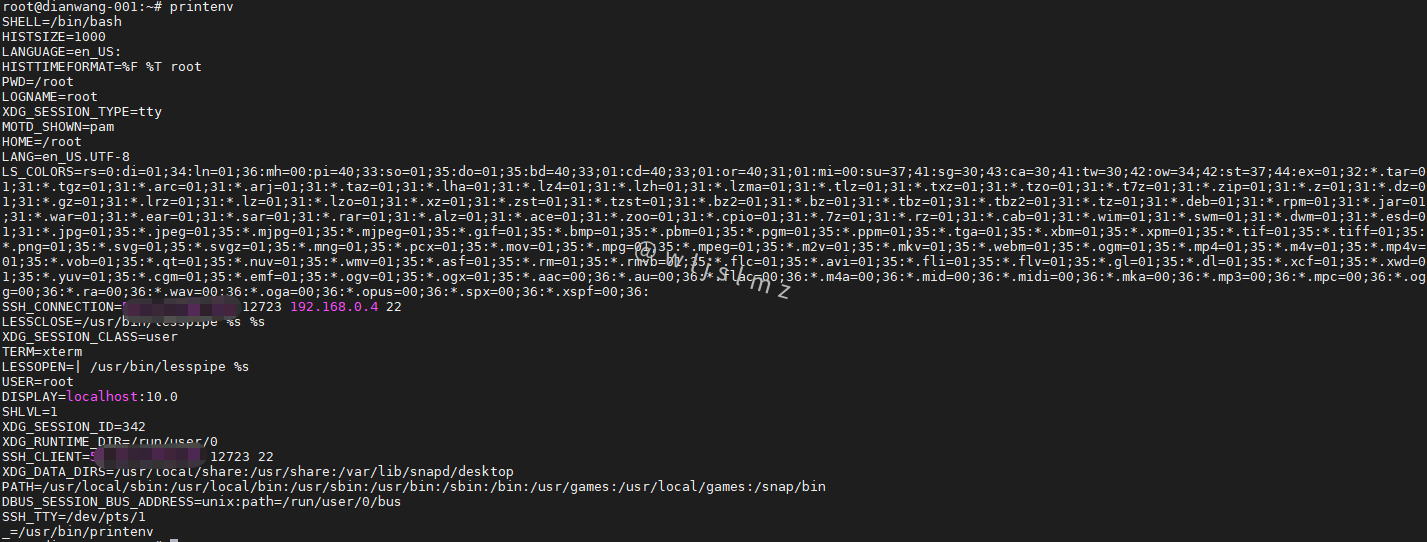 root@dianwang-001:~# printenv
SHELL=/bin/bash
HISTSIZE=1000
LANGUAGE=en_US:
HISTTIMEFORMAT=%F %T root
PWD=/root
LOGNAME=root
XDG_SESSION_TYPE=tty
MOTD_SHOWN=pam
HOME=/root
LANG=en_US.UTF-8
LS_COLORS=rs=0:di=01;34:ln=01;36:mh=00:pi=40;33:so=01;35:do=01;35:bd=40;33;01:cd=40;33;01:or=40;31;01:mi=00:su=37;41:sg=30;43:ca=30;41:tw=30;42:ow=34;42:st=37;44:ex=01;32:*.tar=0
1;31:*.tgz=01;31:*.arc=01;31:*.arj=01;31:*.taz=01;31:*.lha=01;31:*.lz4=01;31:*.lzh=01;31:*.lzma=01;31:*.tlz=01;31:*.txz=01;31:*.tzo=01;31:*.t7z=01;31:*.zip=01;31:*.z=01;31:*.dz=0
1;31:*.gz=01;31:*.lrz=01;31:*.lz=01;31:*.lzo=01;31:*.xz=01;31:*.zst=01;31:*.tzst=01;31:*.bz2=01;31:*.bz=01;31:*.tbz=01;31:*.tbz2=01;31:*.tz=01;31:*.deb=01;31:*.rpm=01;31:*.jar=01
;31:*.war=01;31:*.ear=01;31:*.sar=01;31:*.rar=01;31:*.alz=01;31:*.ace=01;31:*.zoo=01;31:*.cpio=01;31:*.7z=01;31:*.rz=01;31:*.cab=01;31:*.wim=01;31:*.swm=01;31:*.dwm=01;31:*.esd=01
1;31:*.jpg=01;35:*.jpeg=01;35:*.mjpg=01;35:*.mjpeg=01;35:*.gif=01;35:*.bmp=01;35:*.pbm=01;35:*.pgm=01;35:*.ppm=01;35:*.tga=01;35:*.xbm=01;35:*.xpm=01;35:*.tif=01;35:*.tiff=01;35:
*.png=01;35:*.svg=01;35:*.svgz=01;35:*.mng=01;35:*.pcx=01;35:*.mov=01;35:*.mpg=01;35:*.mpeg=01;35:*.m2v=01;35:*.mkv=01;35:*.webm=01;35:*.ogm=01;35:*.mp4=01;35:*.m4v=01;35:*.mp4v=
01;35:*.vob=01;35:*.qt=01;35:*.nuv=01;35:*.wmv=01;35:*.asf=01;35:*.rm=01;35:*.rmvb=01;35:*.flc=01;35:*.avi=01;35:*.fli=01;35:*.flv=01;35:*.gl=01;35:*.dl=01;35:*.xcf=01;35:*.xwd=01
1;35:*.yuv=01;35:*.cgm=01;35:*.emf=01;35:*.ogv=01;35:*.ogx=01;35:*.aac=00;36:*.au=00;36:*.flac=00;36:*.m4a=00;36:*.mid=00;36:*.midi=00;36:*.mka=00;36:*.mp3=00;36:*.mpc=00;36:*.og
g=00;36:*.ra=00;36:*.wav=00;36:*.oga=00;36:*.opus=00;36:*.spx=00;36:*.xspf=00;36:
SSH_CONNECTION= 12723 192.168.0.4 22
LESSCLOSE=/usr/bin/lesspipe %s %s
XDG_SESSION_CLASS=user
TERM=xterm
LESSOPEN=| /usr/bin/lesspipe %s
USER=root
DISPLAY=localhost:10.0
SHLVL=1
XDG_SESSION_ID=342
XDG_RUNTIME_DIR=/run/user/0
SSH_CLIENT=5 12723 22
XDG_DATA_DIRS=/usr/local/share:/usr/share:/var/lib/snapd/desktop
PATH=/usr/local/sbin:/usr/local/bin:/usr/sbin:/usr/bin:/sbin:/bin:/usr/games:/usr/local/games:/snap/bin
DBUS_SESSION_BUS_ADDRESS=unix:path=/run/user/0/bus
SSH_TTY=/dev/pts/1
_=/usr/bin/printenv